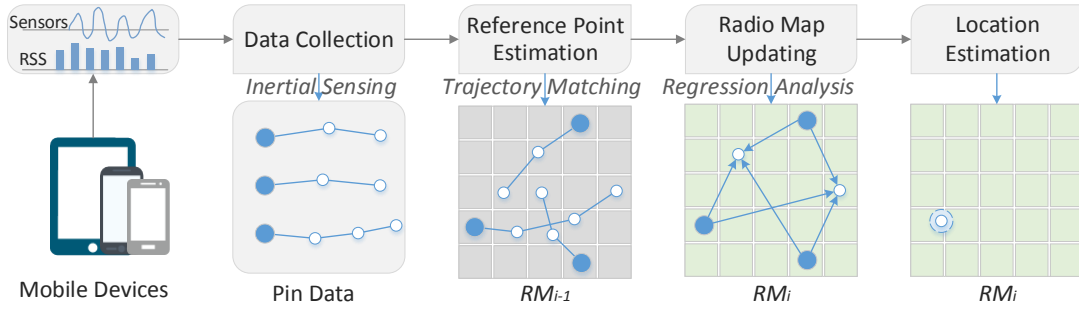 Sensors
RSS
Mobile Devices
Data Collection
Inertial Sensing
Pin Data
Reference Point
Estimation
Trajectory Matching
RMi-1
Radio Map
Updating
Regression Analysis
RMi
Location
Estimation
RMi